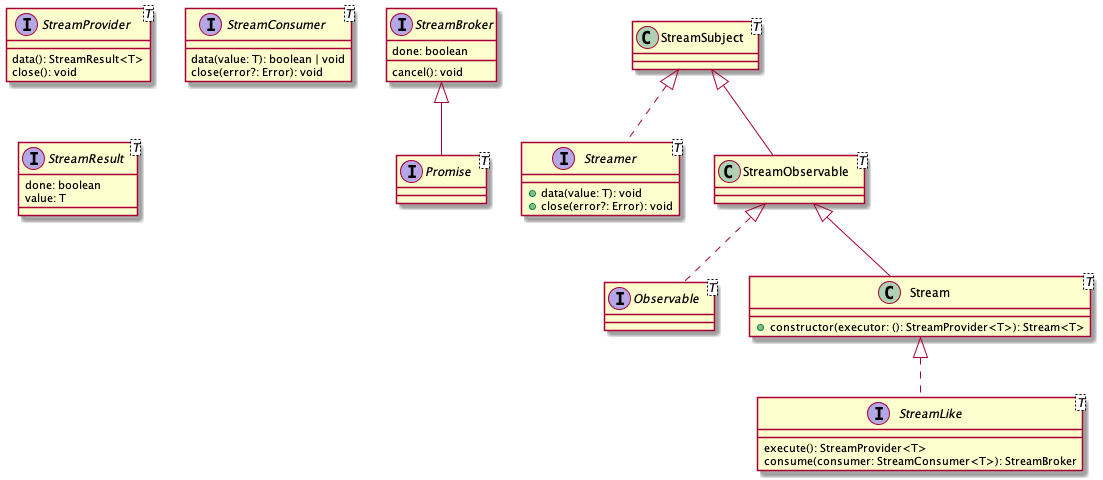 I StreamProvider T
data(): StreamResult<T>
close(): void
I StreamConsumer T
data(value: T): boolean | void
close(error?: Error): void
I StreamBroker
done: boolean
cancel(): void
C StreamSubject T
I StreamResult T
done: boolean
value: T
I Promise T
I Streamer T
data(value: T): void
close(error?: Error): void
C StreamObservable T
I Observable T
C Stream T
constructor(executor: (): StreamProvider<T>): Stream<T>
I StreamLike T
execute(): StreamProvider<T>
consume(consumer: StreamConsumer<T>): StreamBroker